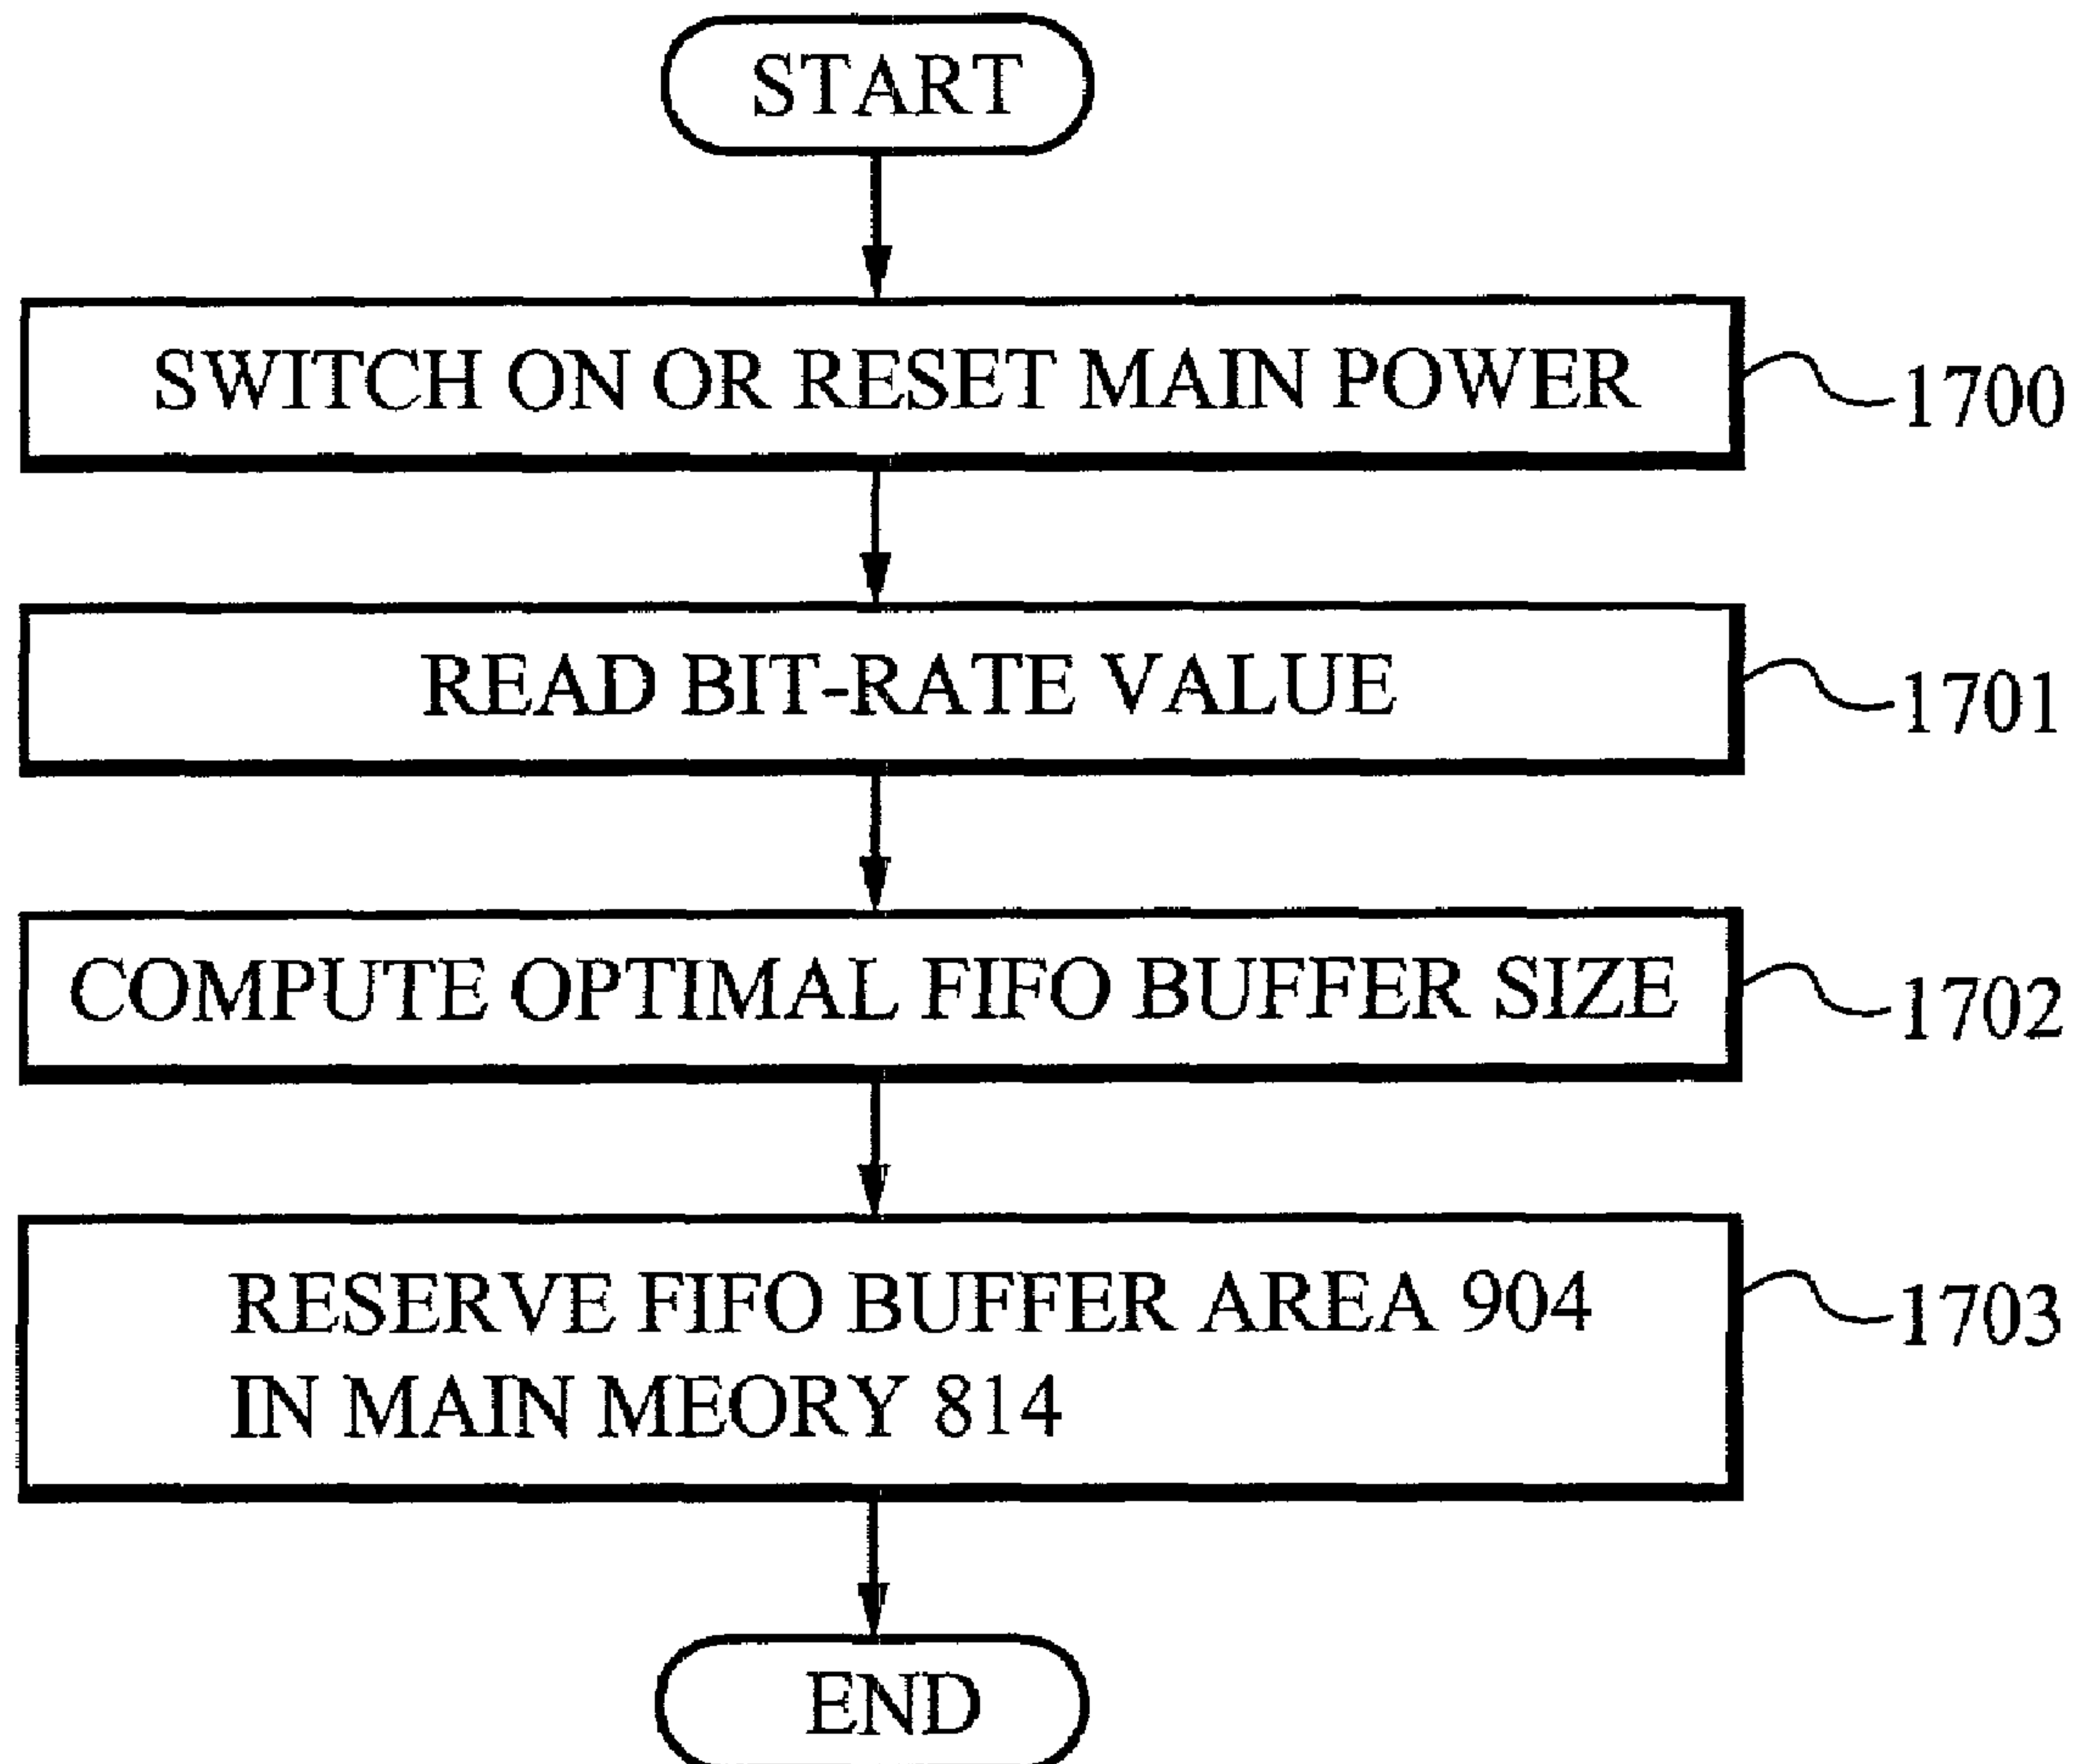 START
SWITCH ON OR RESET MAIN POWER
1700
READ BIT-RATE VALUE
1701
COMPUTE OPTIMAL FIFO BUFFER SIZE
1702
RESERVE FIFO BUFFER AREA 904
1703
IN MAIN MEORY 814
END